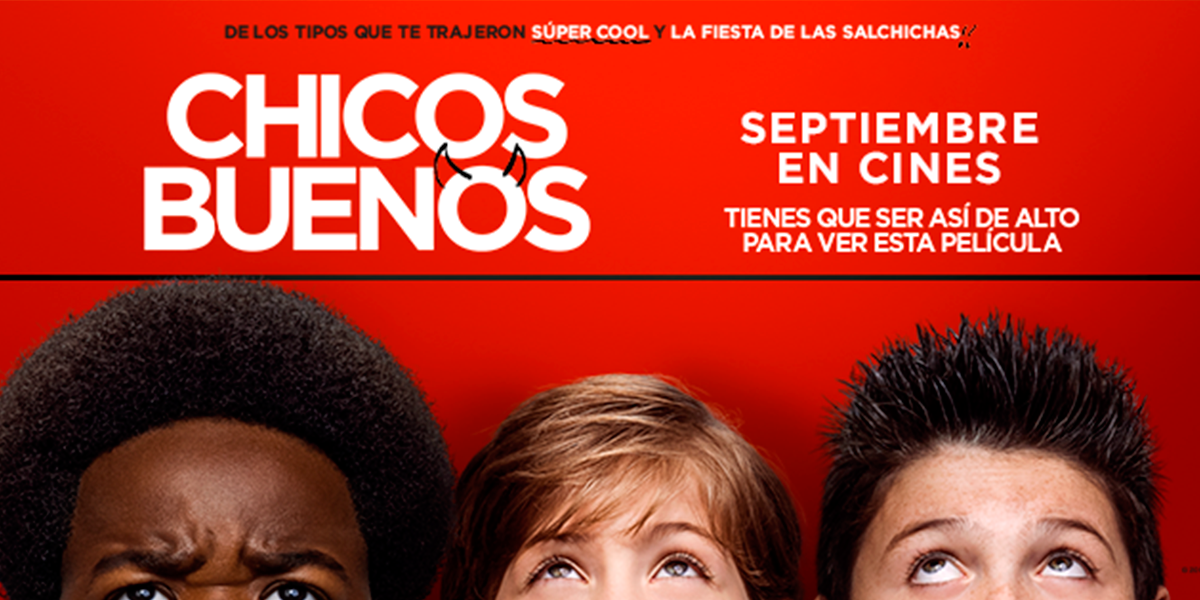 DE LOS TIPOS QUE TE TRAJERON SÚPER COOL Y LA FIESTA DE LAS SALCHICHAS
CHICOS
BUENOS
SEPTIEMBRE
EN CINES
TIENES QUE SER ASÍ DE ALTO
PARA VER ESTA PELÍCULA